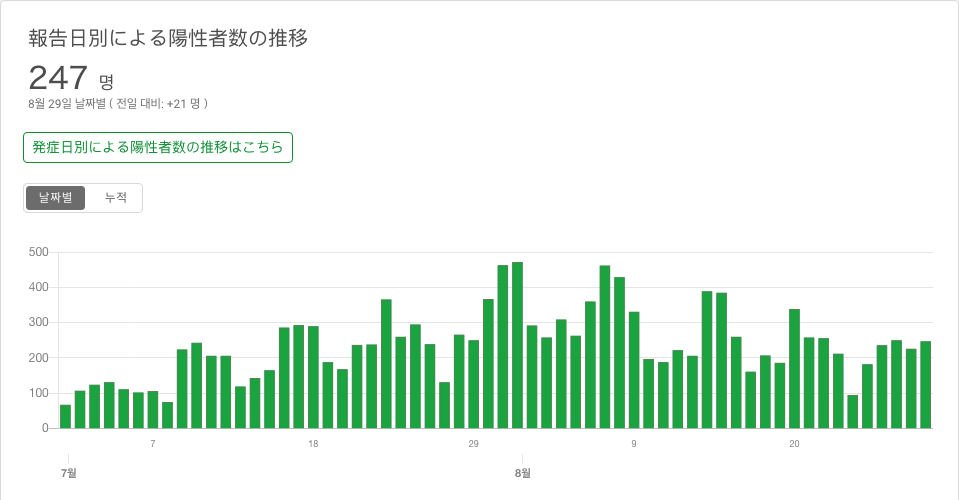 報告日別による陽性者数の推移
247 명
8월 29일 날짜별 ( 전일 대비: +21 명 )
発症日別による陽性者数の推移はこちら
날짜별 누적
500
400
300
200
100
0
7 18 29 9 20
7월 8월